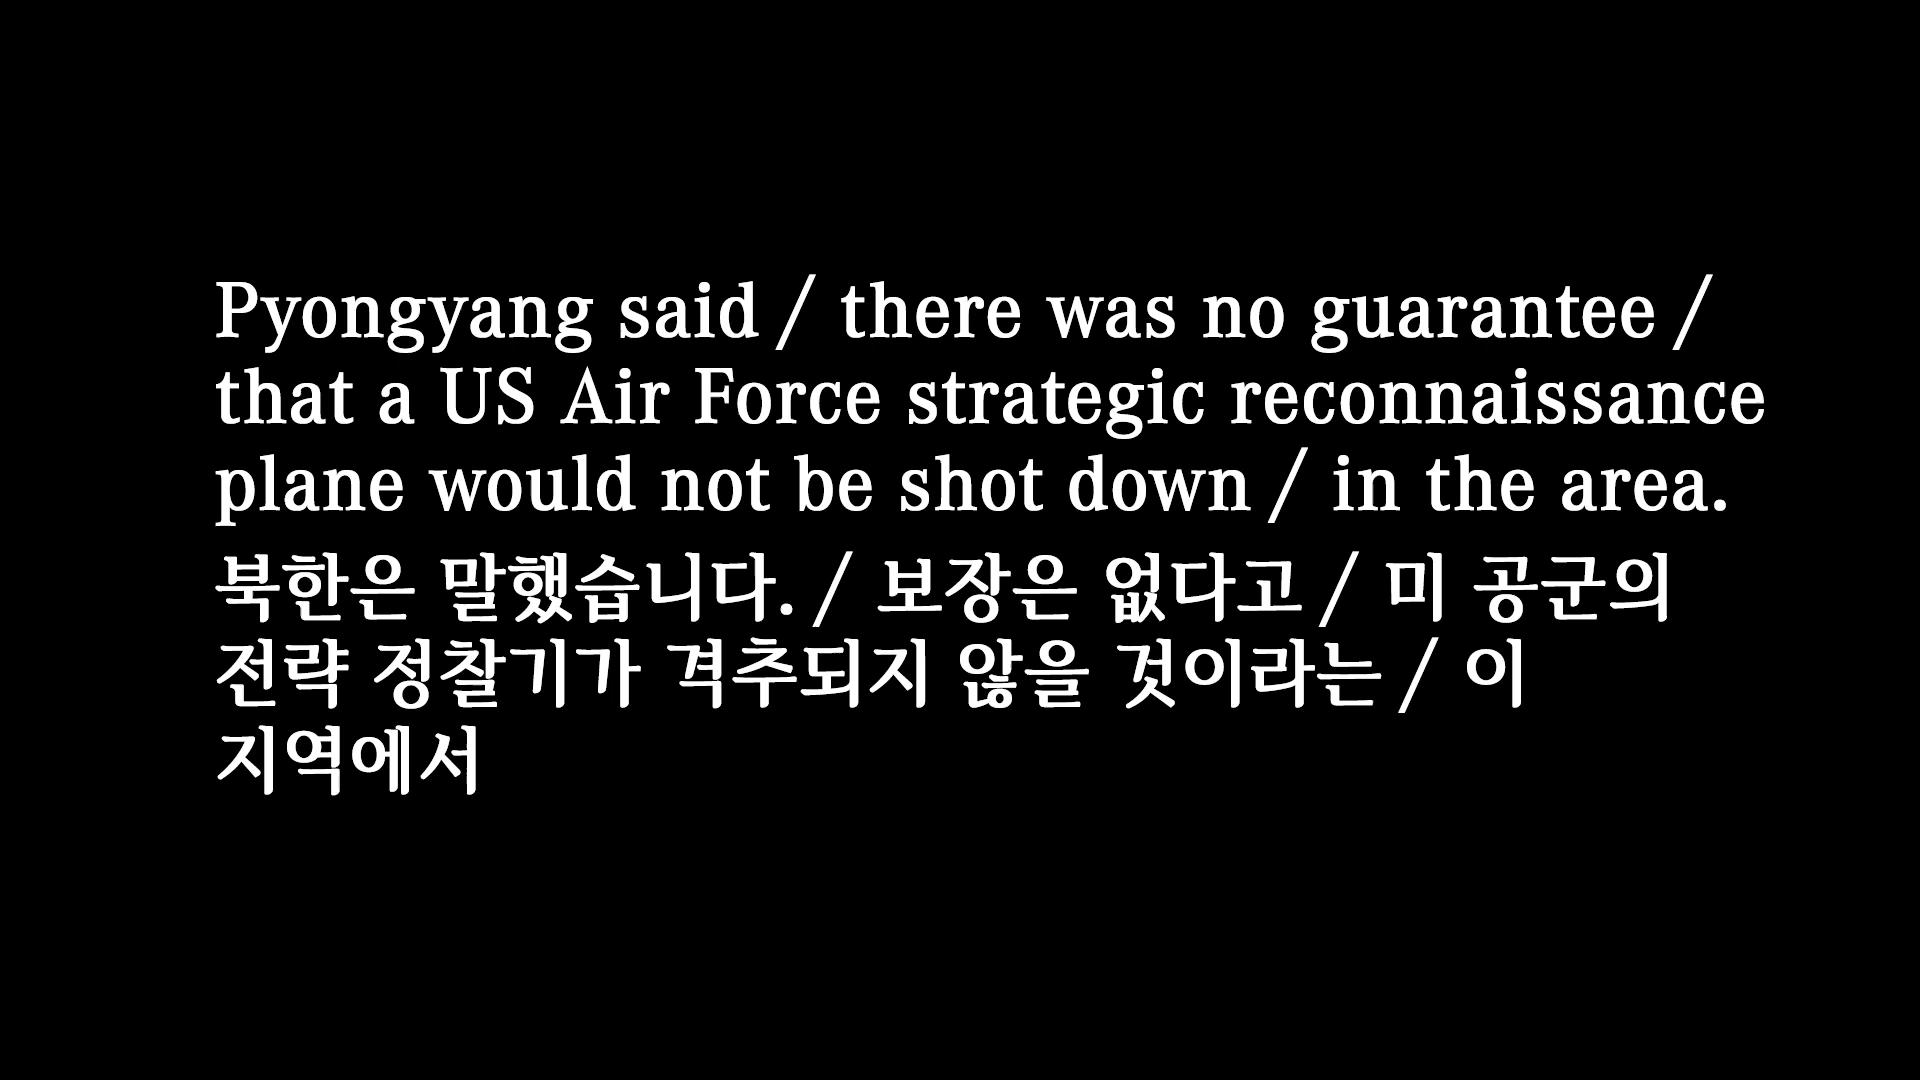 Pyongyang said / there was no guarantee /
that a US Air Force strategic reconnaissance
plane would not be shot down / in the area.
북한은 말했습니다. / 보장은 없다고 / 미 공군의
전략 정찰기가 격추되지 않을 것이라는 / 이
지역에서